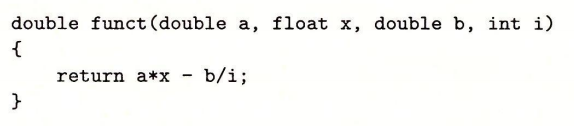 double funct(double a, float x, double b, int i)
{
    return a*x - b/i;
}